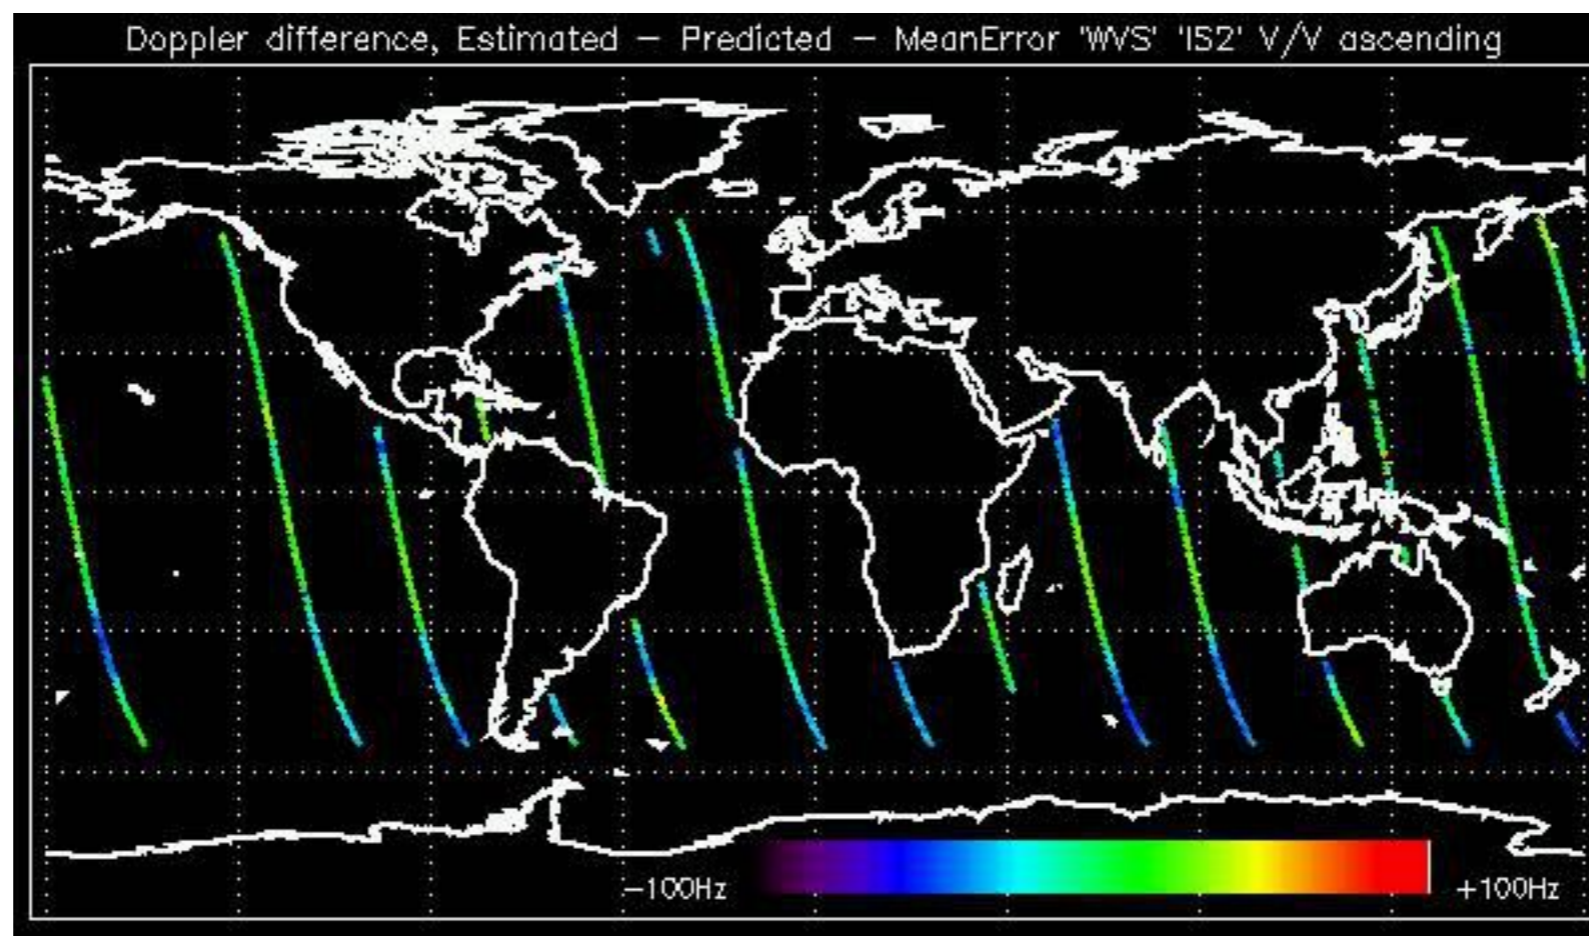 Doppler difference, Estimated − Predicted − MeanError 'WVS' 'IS2' V/V ascending
−100Hz
+100Hz